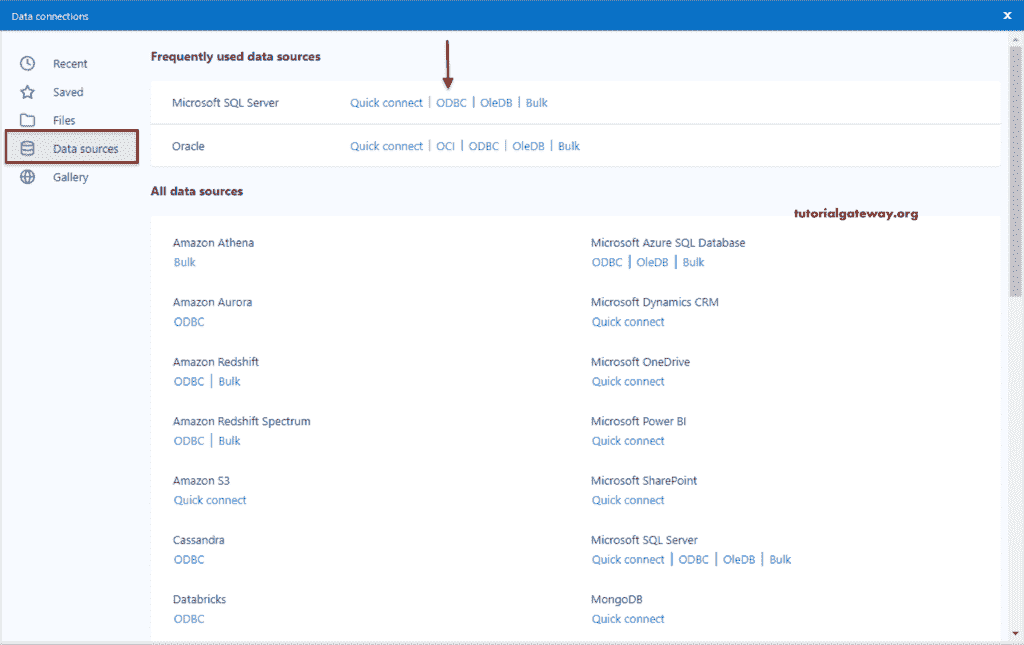 Data connections
Recent
Saved
Files
Data sources
Gallery
Frequently used data sources
Microsoft SQL Server Quick connect | ODBC | OleDB | Bulk
Oracle Quick connect | OCI | ODBC | OleDB | Bulk
All data sources
tutorialgateway.org
Amazon Athena
Bulk
Amazon Aurora
ODBC
Amazon Redshift
ODBC | Bulk
Amazon Redshift Spectrum
ODBC | Bulk
Amazon S3
Quick connect
Cassandra
ODBC
Databricks
ODBC
Microsoft Azure SQL Database
ODBC | OleDB | Bulk
Microsoft Dynamics CRM
Quick connect
Microsoft OneDrive
Quick connect
Microsoft Power BI
Quick connect
Microsoft SharePoint
Quick connect
Microsoft SQL Server
Quick connect | ODBC | OleDB | Bulk
MongoDB
Quick connect